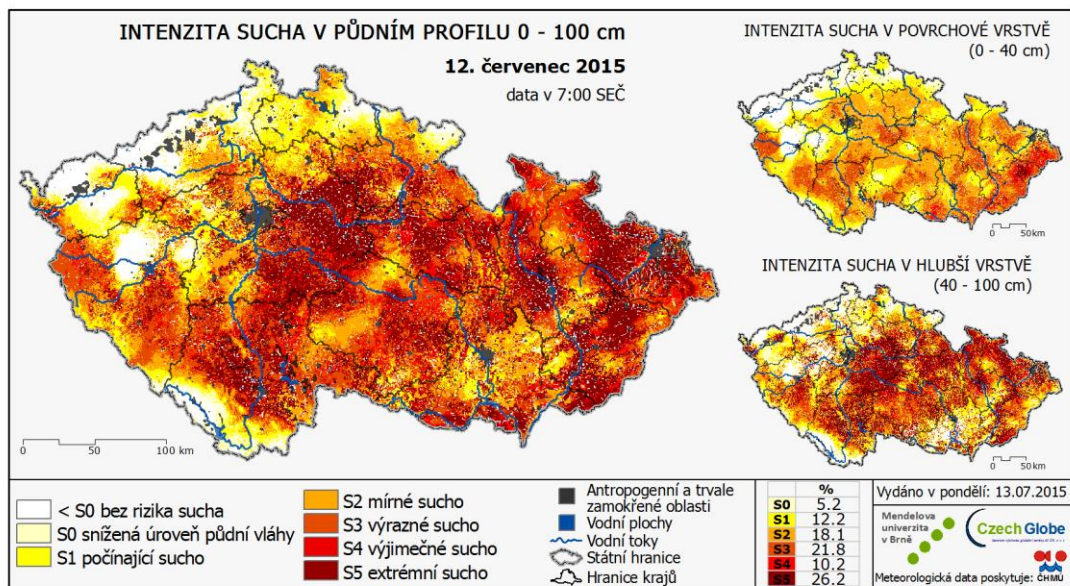 INTENZITA SUCHA V PŮDNÍM PROFILU 0 - 100 cm
12. červenec 2015
data v 7:00 SEČ
INTENZITA SUCHA V POVRCHOVÉ VRSTVĚ
(0 - 40 cm)
0 50km
INTENZITA SUCHA V HLUBŠÍ VRSTVĚ
(40 - 100 cm)
0 50km
0 50 100 km
< S0 bez rizika sucha
S0 snížená úroveň půdní vláhy
S1 počínající sucho
S2 mírné sucho
S3 výrazné sucho
S4 výjimečné sucho
S5 extrémní sucho
Antropogenní a trvale
zamokřené oblasti
Vodní plochy
Vodní toky
Státní hranice
Hranice krajů
%
S0 5.2
S1 12.2
S2 18.1
S3 21.8
S4 10.2
S5 26.2
Vydáno v pondělí: 13.07.2015
Mendelova
univerzita
v Brně
CzechGlobe
Meteorologická data poskytuje: ČHMÚ